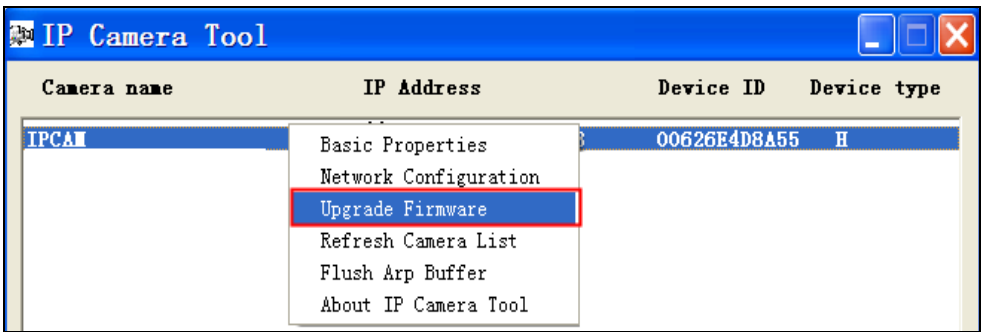 IP Camera Tool
Camera name IP Address Device ID Device type
IPCAM 00626E4D8A55 H
Basic Properties
Network Configuration
Upgrade Firmware
Refresh Camera List
Flush Arp Buffer
About IP Camera Tool